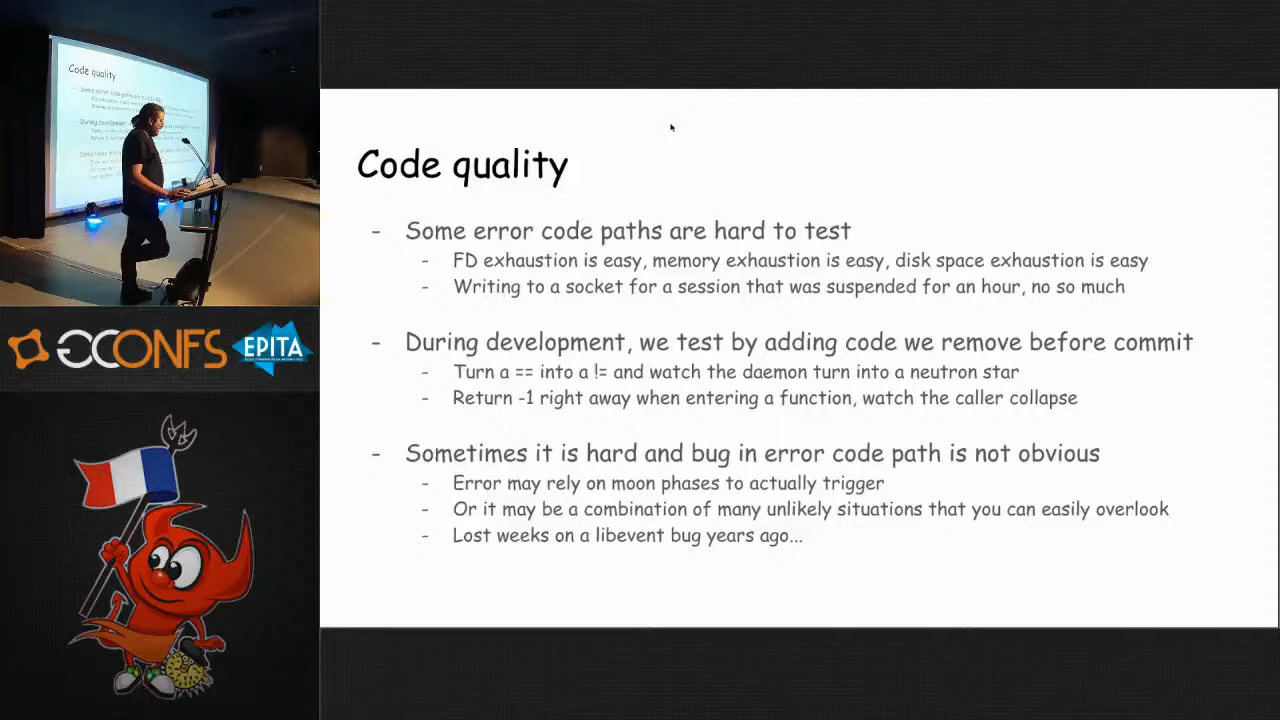 Code quality
- Some error code paths are hard to test
- FD exhaustion is easy, memory exhaustion is easy, disk space exhaustion is easy
- Writing to a socket for a session that was suspended for an hour, no so much
- During development, we test by adding code we remove before commit
- Turn a == into a != and watch the daemon turn into a neutron star
- Return -1 right away when entering a function, watch the caller collapse
- Sometimes it is hard and bug in error code path is not obvious
- Error may rely on moon phases to actually trigger
- Or it may be a combination of many unlikely situations that you can easily overlook
- Lost weeks on a libevent bug years ago...
Code quality
GCONFS
EPITA